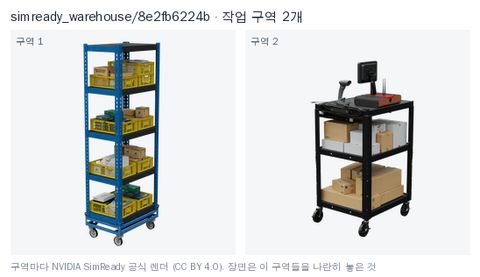 simready_warehouse/8e2fb6224b · 작업 구역 2개
구역 1
구역 2
구역마다 NVIDIA SimReady 공식 렌더 (CC BY 4.0). 장면은 이 구역들을 나란히 놓은 것